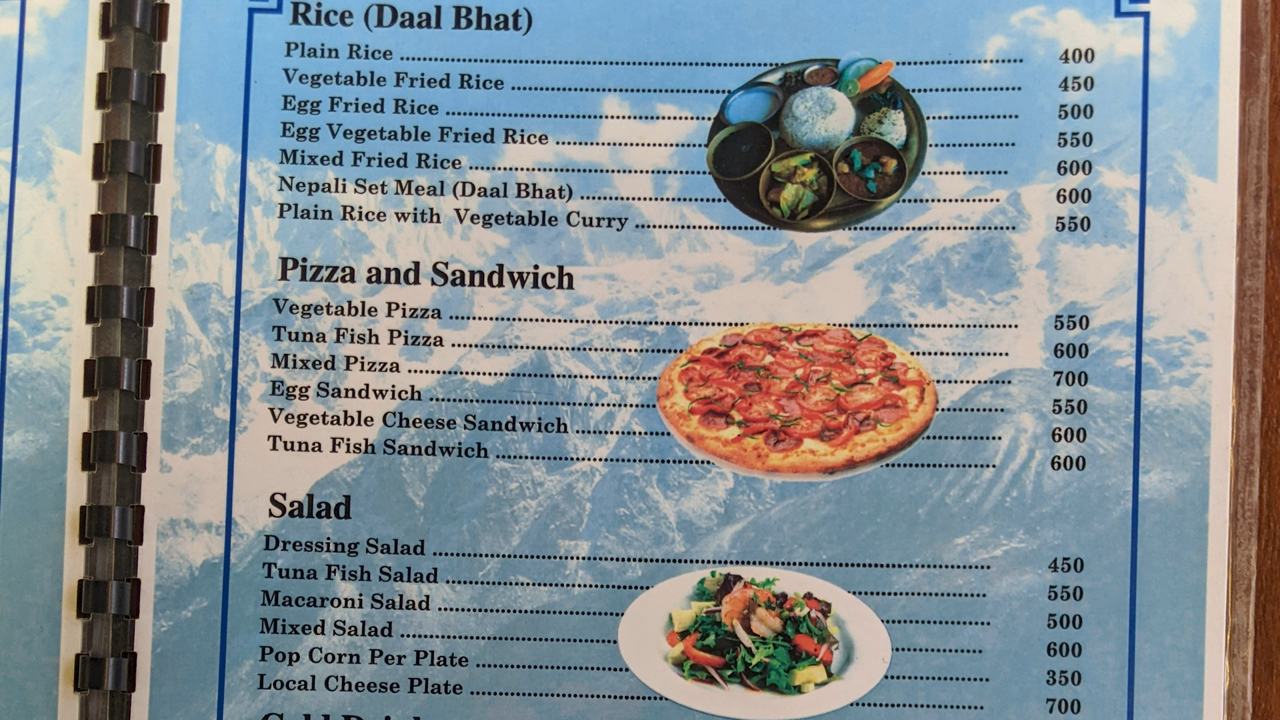 Rice (Daal Bhat)
Plain Rice 400
Vegetable Fried Rice 450
Egg Fried Rice 500
Egg Vegetable Fried Rice 550
Mixed Fried Rice 600
Nepali Set Meal (Daal Bhat) 600
Plain Rice with Vegetable Curry 550
Pizza and Sandwich
Vegetable Pizza 550
Tuna Fish Pizza 600
Mixed Pizza 700
Egg Sandwich 550
Vegetable Cheese Sandwich 600
Tuna Fish Sandwich 600
Salad
Dressing Salad 450
Tuna Fish Salad 550
Macaroni Salad 500
Mixed Salad 600
Pop Corn Per Plate 350
Local Cheese Plate 700